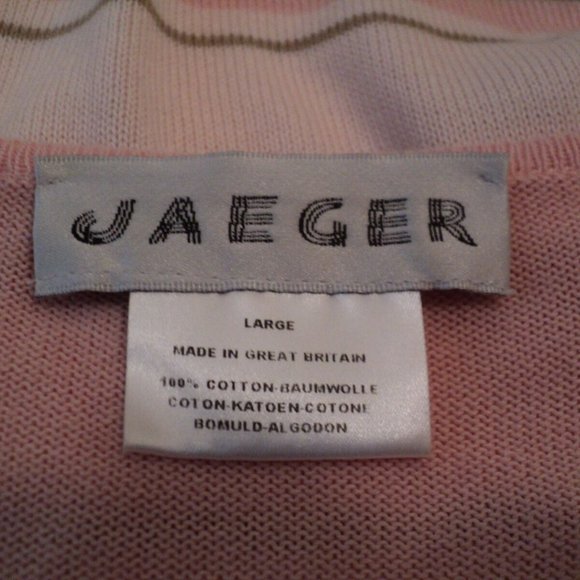 JAEGER
LARGE
MADE IN GREAT BRITAIN
100% COTTON-BAUMWOLLE
COTON-KATOEN-COTONE
BOMULD-ALGODON